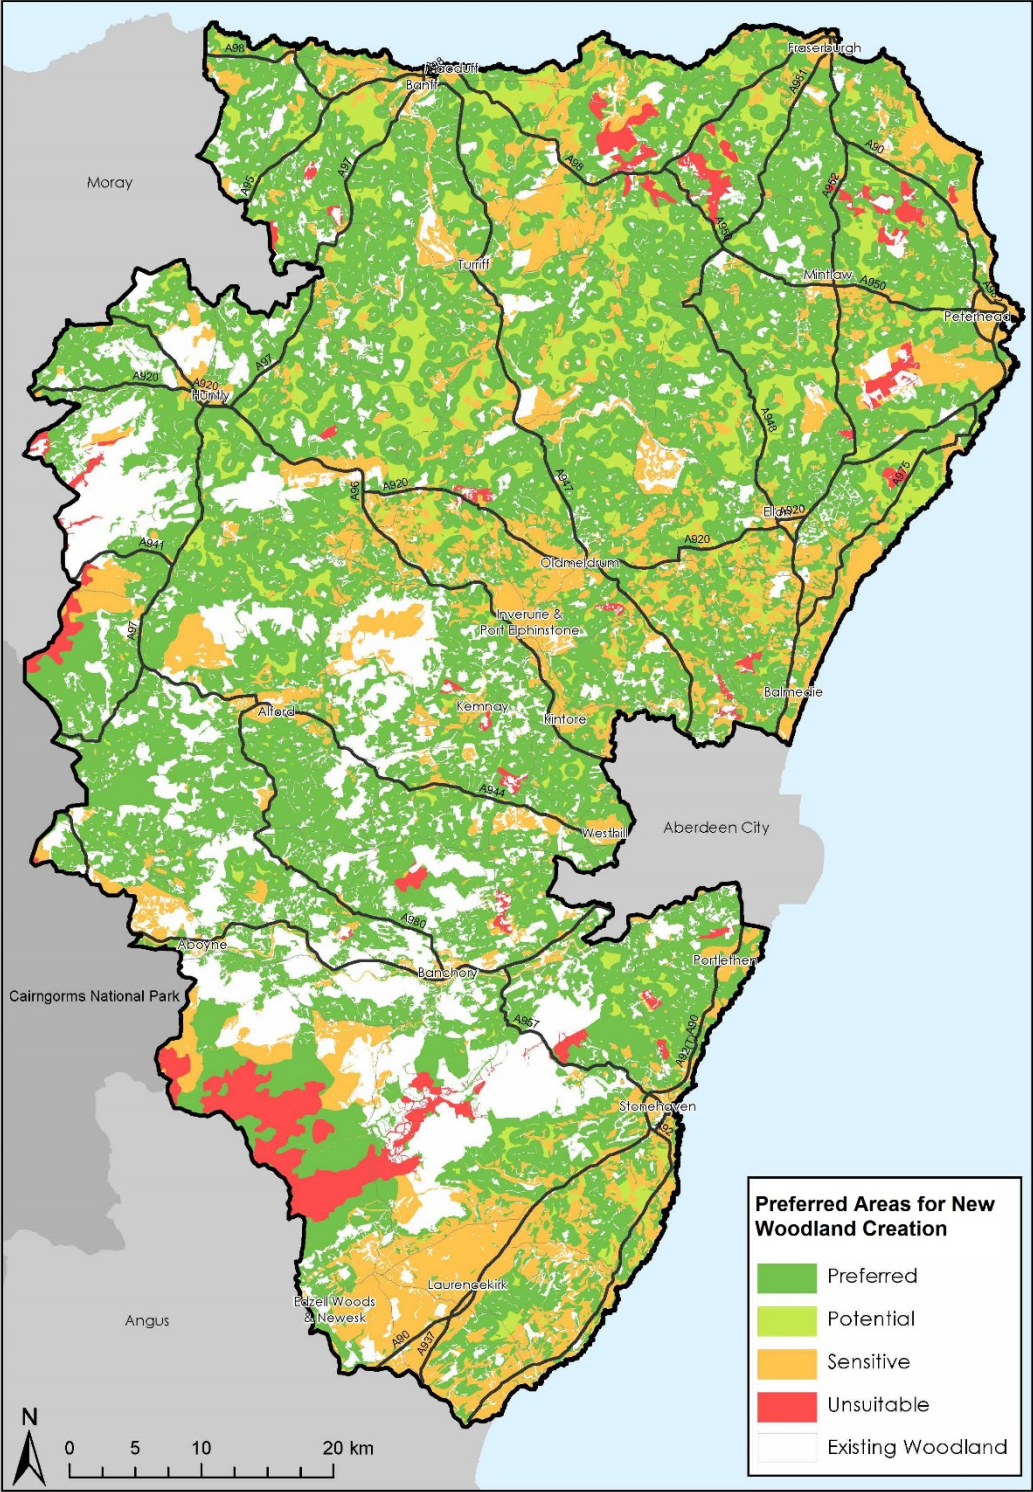 A98
Macduff
Banff
Fraserburgh
A981
A90
A98
A97
A95
Moray
A952
A950
Turriff
Mintlaw
A950
Peterhead
A97
A920
A920
Huntly
A948
A975
A96
A920
A947
Ellon
A920
A920
A941
Oldmeldrum
Inverurie &
Port Elphinstone
A97
Balmedie
Alford
Kemnay
Kintore
A944
Westhill
Aberdeen City
A980
Aboyne
Banchory
Portlethen
Cairngorms National Park
A957
A90
A92(T)
Stonehaven
A92
Laurencekirk
Edzell Woods
& Newesk
A90
A937
Angus
Preferred Areas for New
Woodland Creation
Preferred
Potential
Sensitive
Unsuitable
Existing Woodland
N
0 5 10 20 km